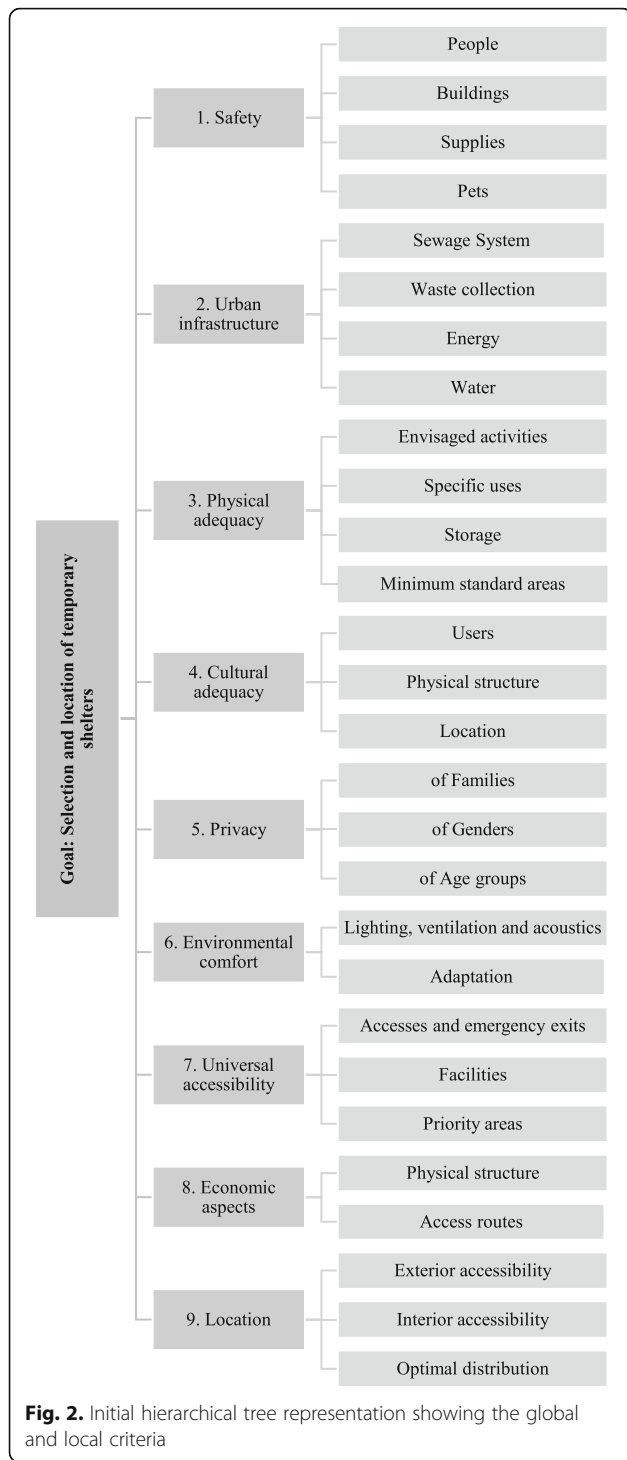 Goal: Selection and location of temporary
shelters
1. Safety
People
Buildings
Supplies
Pets
2. Urban
infrastructure
Sewage System
Waste collection
Energy
Water
3. Physical
adequacy
Envisaged activities
Specific uses
Storage
Minimum standard areas
4. Cultural
adequacy
Users
Physical structure
Location
5. Privacy
of Families
of Genders
of Age groups
6. Environmental
comfort
Lighting, ventilation and acoustics
Adaptation
7. Universal
accessibility
Accesses and emergency exits
Facilities
Priority areas
8. Economic
aspects
Physical structure
Access routes
9. Location
Exterior accessibility
Interior accessibility
Optimal distribution
Fig. 2. Initial hierarchical tree representation showing the global
and local criteria